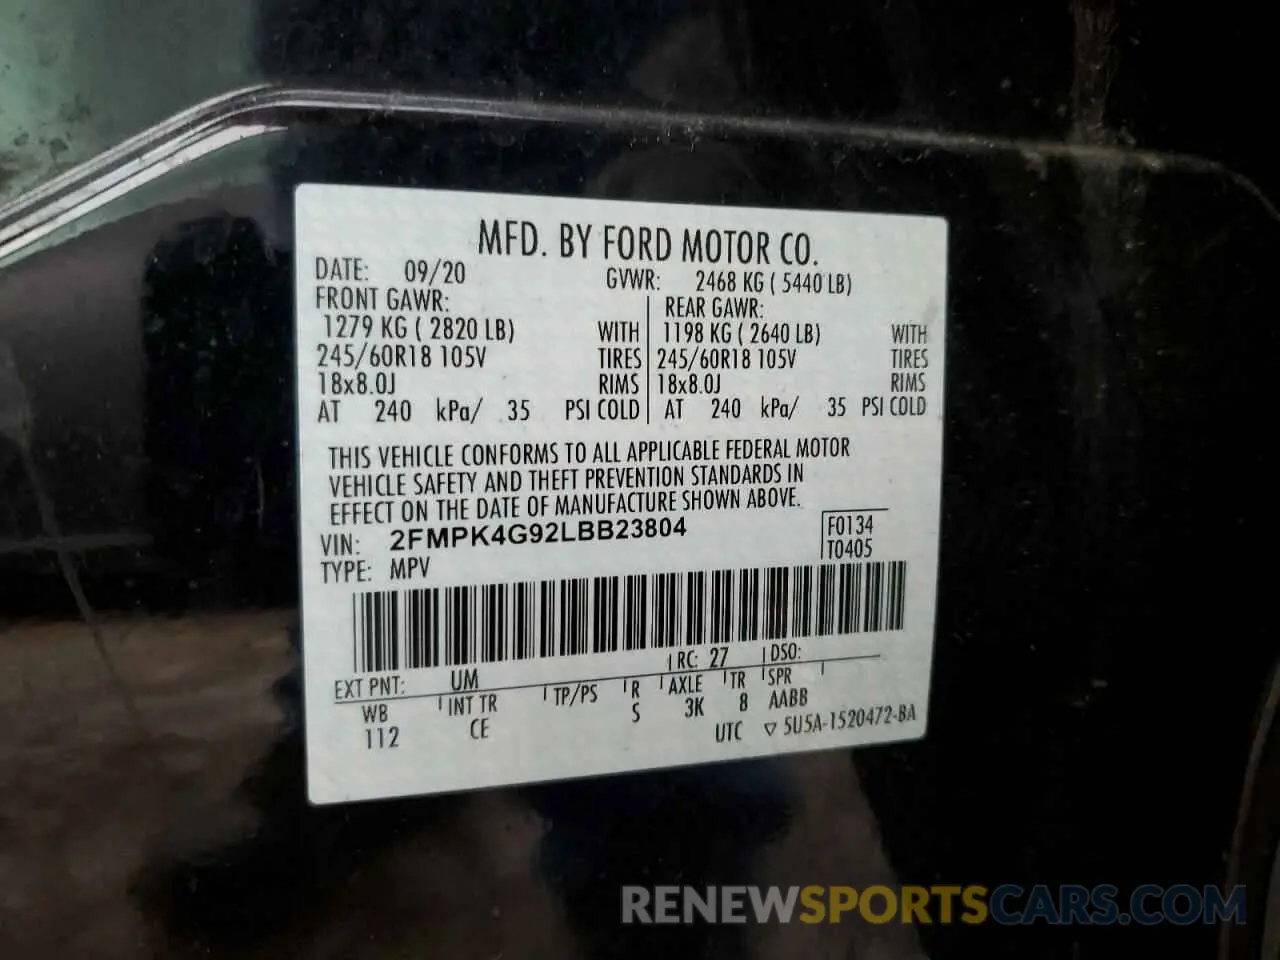 MFD. BY FORD MOTOR CO.
DATE: 09/20 GVWR: 2468 KG ( 5440 LB)
FRONT GAWR: REAR GAWR:
1279 KG ( 2820 LB) WITH 1198 KG ( 2640 LB) WITH
245/60R18 105V TIRES 245/60R18 105V TIRES
18x8.0J RIMS 18x8.0J RIMS
AT 240 kPa/ 35 PSI COLD AT 240 kPa/ 35 PSI COLD
THIS VEHICLE CONFORMS TO ALL APPLICABLE FEDERAL MOTOR
VEHICLE SAFETY AND THEFT PREVENTION STANDARDS IN
EFFECT ON THE DATE OF MANUFACTURE SHOWN ABOVE.
VIN: 2FMPK4G92LBB23804 F0134
TYPE: MPV T0405
EXT PNT: UM RC: 27 DSO:
WB INT TR TP/PS R AXLE TR SPR
112 CE S 3K 8 AABB
UTC ▽ 5U5A-1520472-BA
RENEWSPORTSCARS.COM